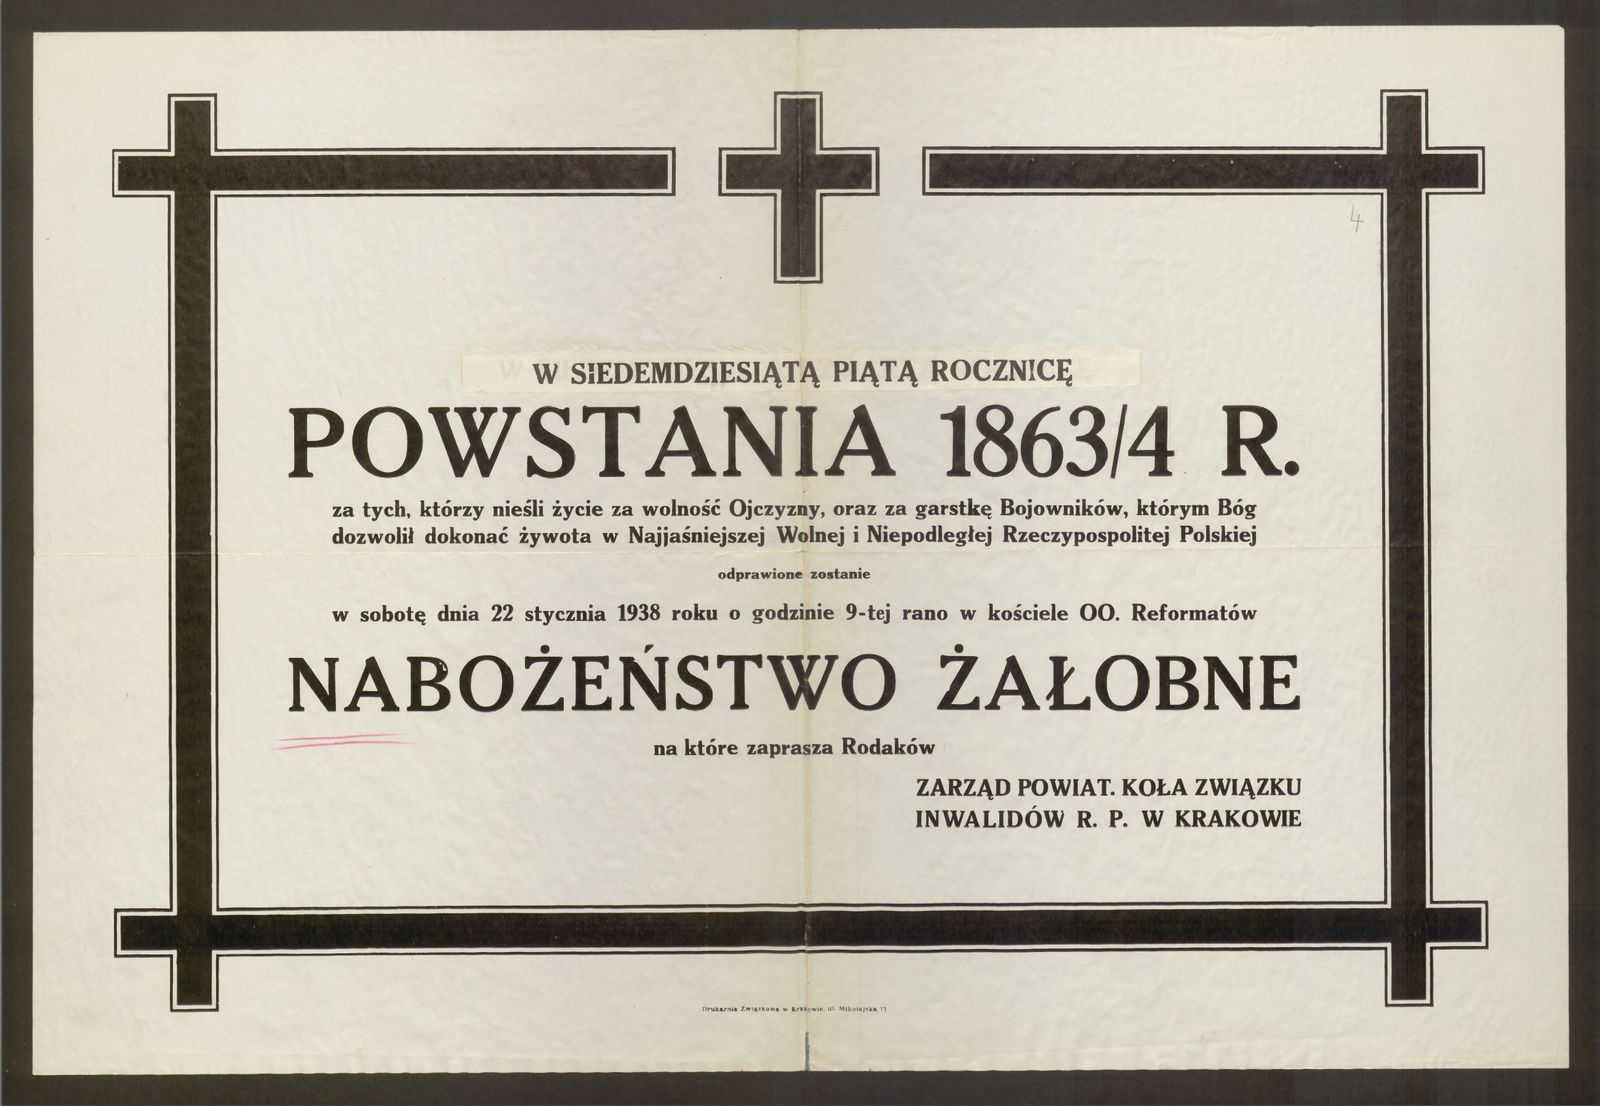 4
W SIEDEMDZIESIĄTĄ PIĄTĄ ROCZNICĘ
POWSTANIA 1863/4 R.
za tych, którzy nieśli życie za wolność Ojczyzny, oraz za garstkę Bojowników, którym Bóg
dozwolił dokonać żywota w Najjaśniejszej Wolnej i Niepodległej Rzeczypospolitej Polskiej
odprawione zostanie
w sobotę dnia 22 stycznia 1938 roku o godzinie 9-tej rano w kościele OO. Reformatów
NABOŻEŃSTWO ŻAŁOBNE
na które zaprasza Rodaków
ZARZĄD POWIAT. KOŁA ZWIĄZKU
INWALIDÓW R. P. W KRAKOWIE
Drukarnia Związkowa w Krakowie, ul. Mikołajska 13